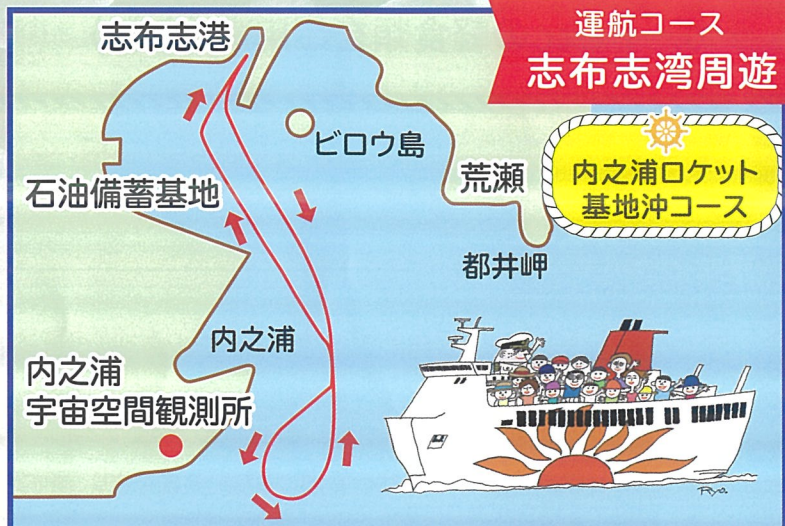 運航コース
志布志湾周遊
内之浦ロケット
基地沖コース
志布志港
ビロウ島
石油備蓄基地
荒瀬
都井岬
内之浦
内之浦
宇宙空間観測所
Ryo